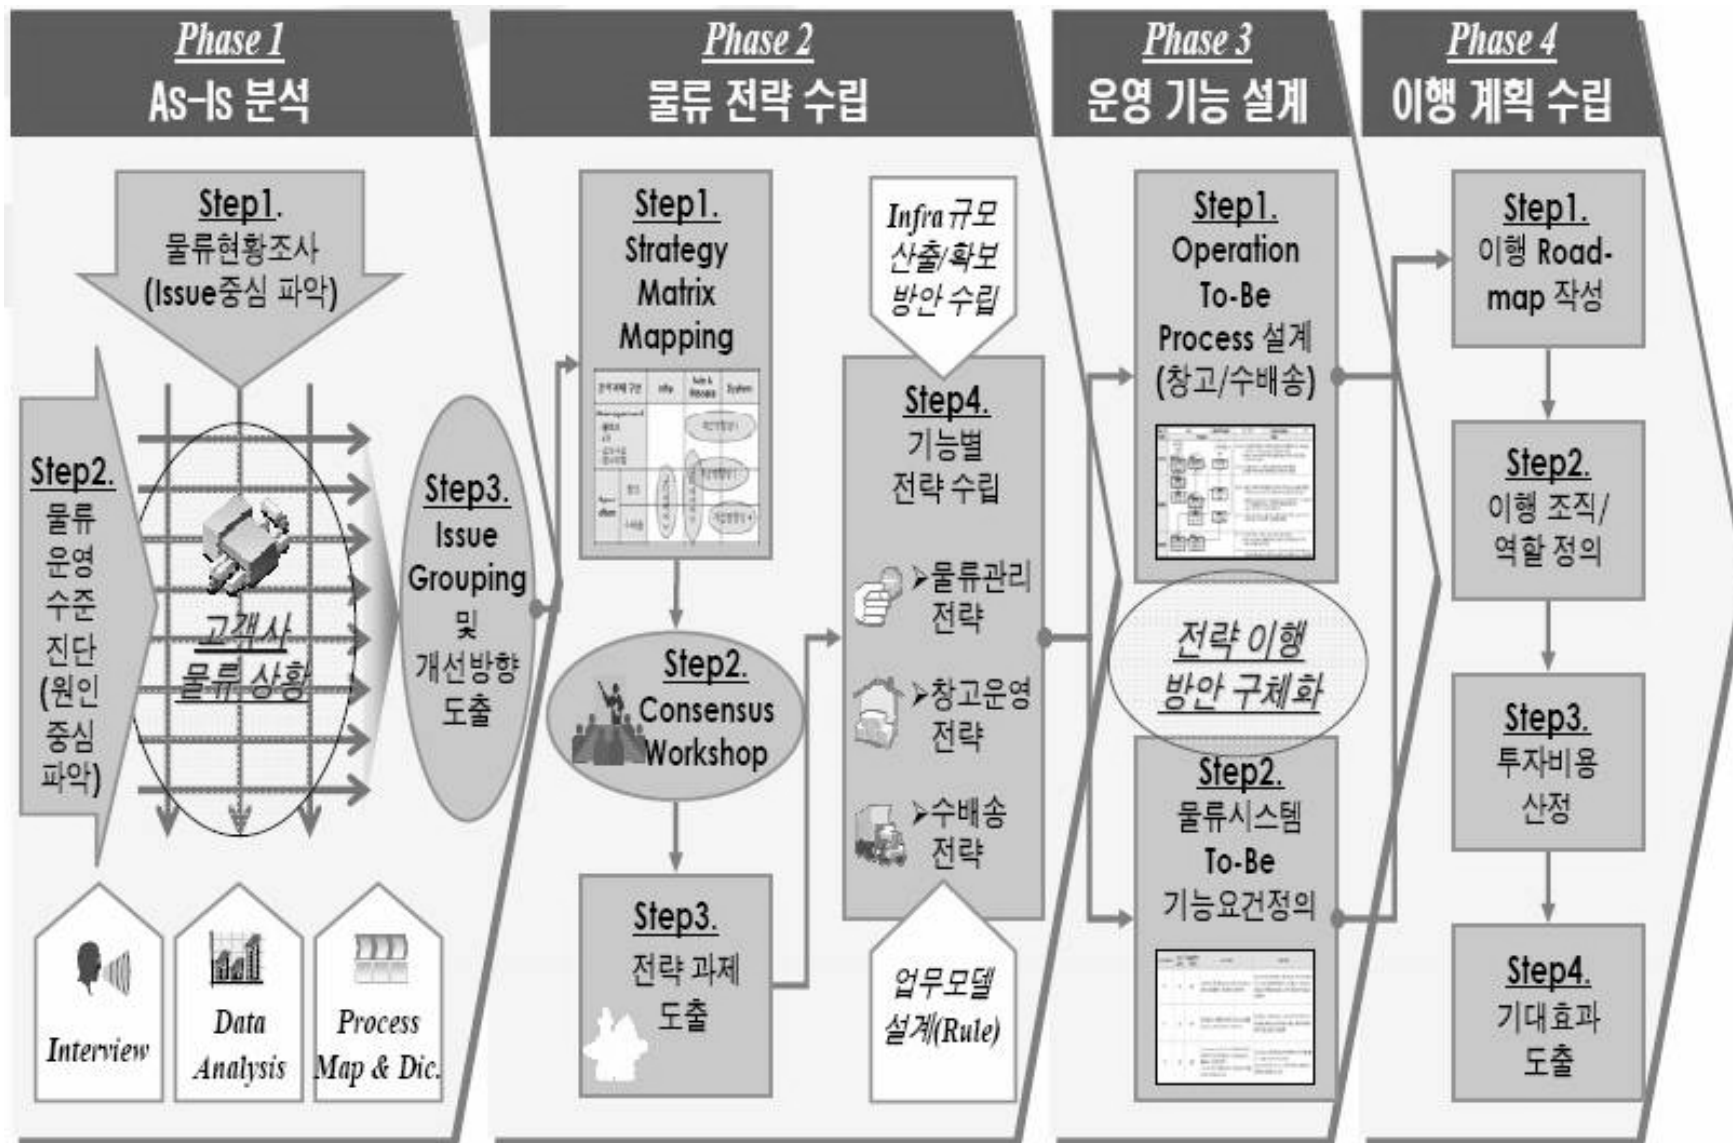 Phase 1
As-Is 분석
Step1.
물류현황조사
(Issue중심 파악)
Step2.
물류
운영
수준
진단
(원인
중심
파악)
고객사
물류 상황
Step3.
Issue
Grouping
및
개선방향
도출
Interview
Data
Analysis
Process
Map & Dic.
Phase 2
물류 전략 수립
Step1.
Strategy
Matrix
Mapping
Infra
System
Management
Step2.
Consensus
Workshop
Step3.
전략 과제
도출
Infra 규모
산출/확보
방안 수립
Step4.
기능별
전략 수립
➢물류관리
전략
➢창고운영
전략
➢수배송
전략
업무모델
설계(Rule)
Phase 3
운영 기능 설계
Step1.
Operation
To-Be
Process 설계
(창고/수배송)
전략 이행
방안 구체화
Step2.
물류시스템
To-Be
기능요건정의
Phase 4
이행 계획 수립
Step1.
이행 Road-
map 작성
Step2.
이행 조직/
역할 정의
Step3.
투자비용
산정
Step4.
기대효과
도출